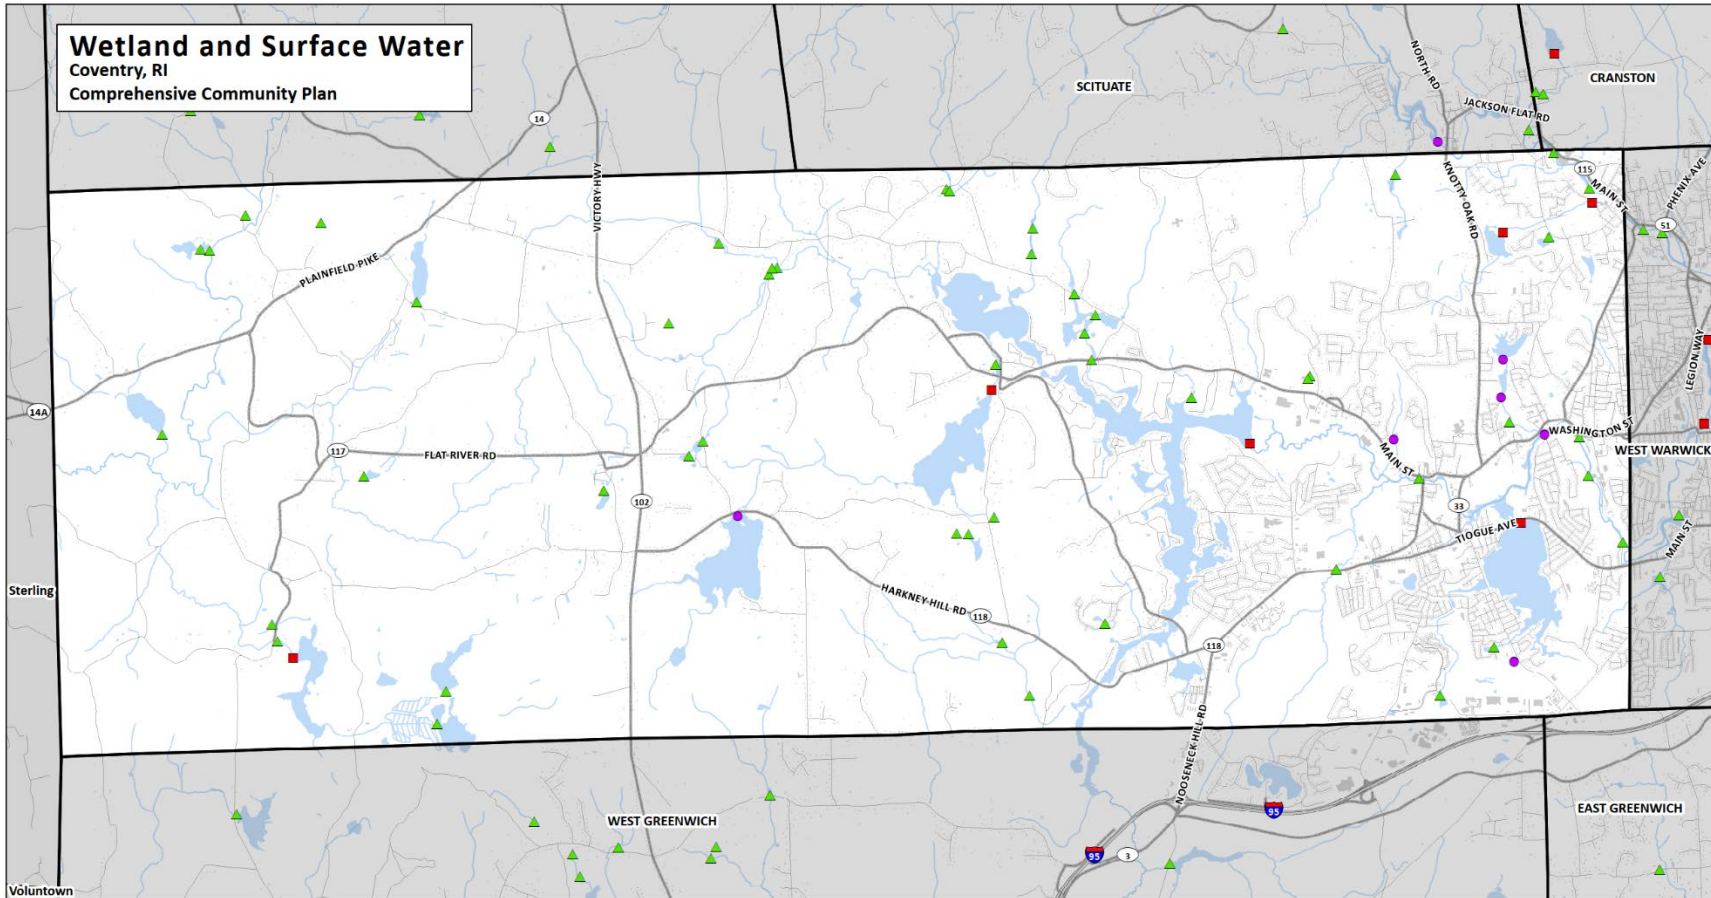 Wetland and Surface Water
Coventry, RI
Comprehensive Community Plan
SCITUATE
CRANSTON
NORTH RD
JACKSON FLAT RD
14
VICTORY HWY
115
MAIN ST
PHENIX AVE
51
KNOTTY OAK RD
PLAINFIELD PIKE
LEGION WAY
14A
117
FLAT RIVER RD
WASHINGTON ST
WEST WARWICK
MAIN ST
102
33
TIOGUE AVE
MAIN ST
Sterling
HARKNEY HILL RD
118
118
NOOSENECK HILL RD
WEST GREENWICH
95
EAST GREENWICH
95
3
Voluntown